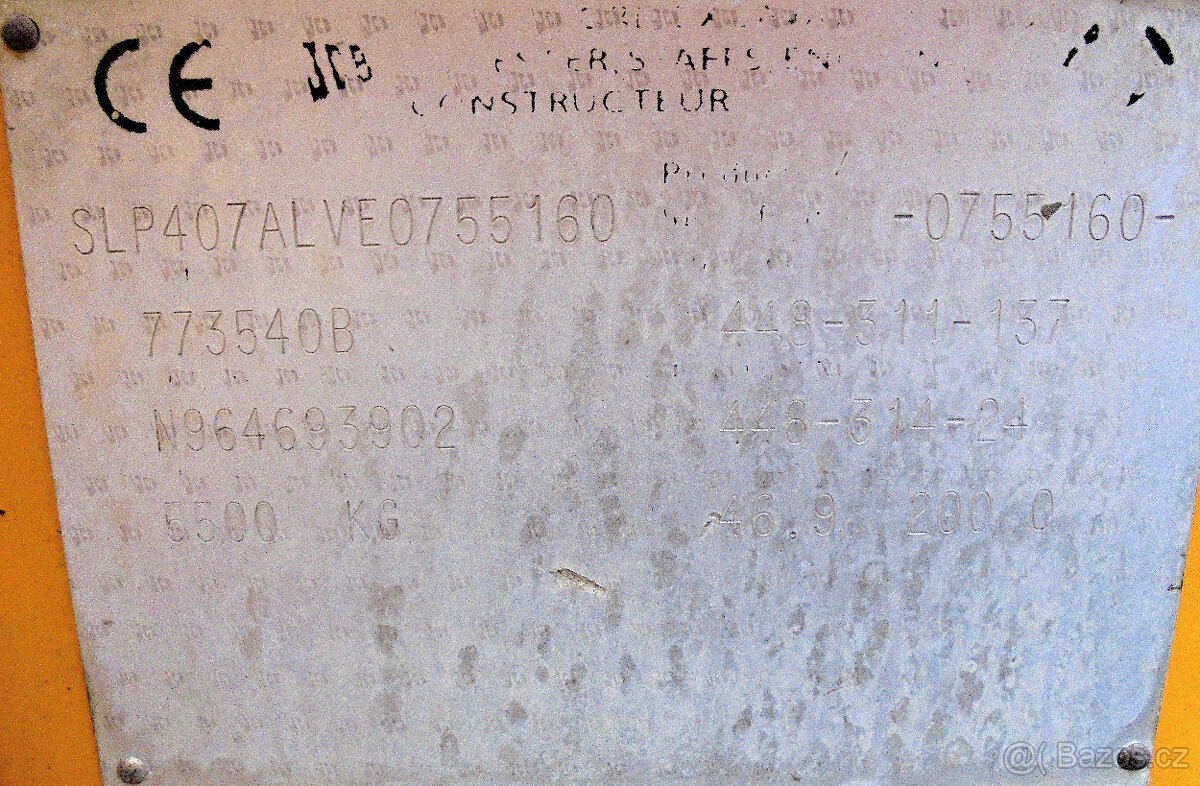 CE JCB
CONSTRUCTEUR
SLP407ALVE0755160 -0755160-
773540B 448-311-137
N964693902 448-314-24
5500 KG 46.9 200.0
@( Bazos.cz